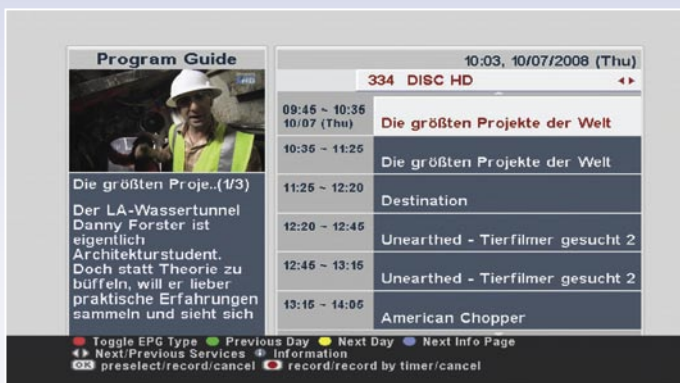 Program Guide
10:03, 10/07/2008 (Thu)
334 DISC HD
09:45 ~ 10:35
10/07 (Thu)
Die größten Projekte der Welt
10:35 ~ 11:25
Die größten Projekte der Welt
11:25 ~ 12:20
Destination
12:20 ~ 12:45
Unearthed - Tierfilmer gesucht 2
12:45 ~ 13:15
Unearthed - Tierfilmer gesucht 2
13:15 ~ 14:05
American Chopper
Die größten Proje..(1/3)
Der LA-Wassertunnel
Danny Forster ist
eigentlich
Architekturstudent.
Doch statt Theorie zu
büffeln, will er lieber
praktische Erfahrungen
sammeln und sieht sich
Toggle EPG Type Previous Day Next Day Next Info Page
Next/Previous Services Information
OK preselect/record/cancel record/record by timer/cancel